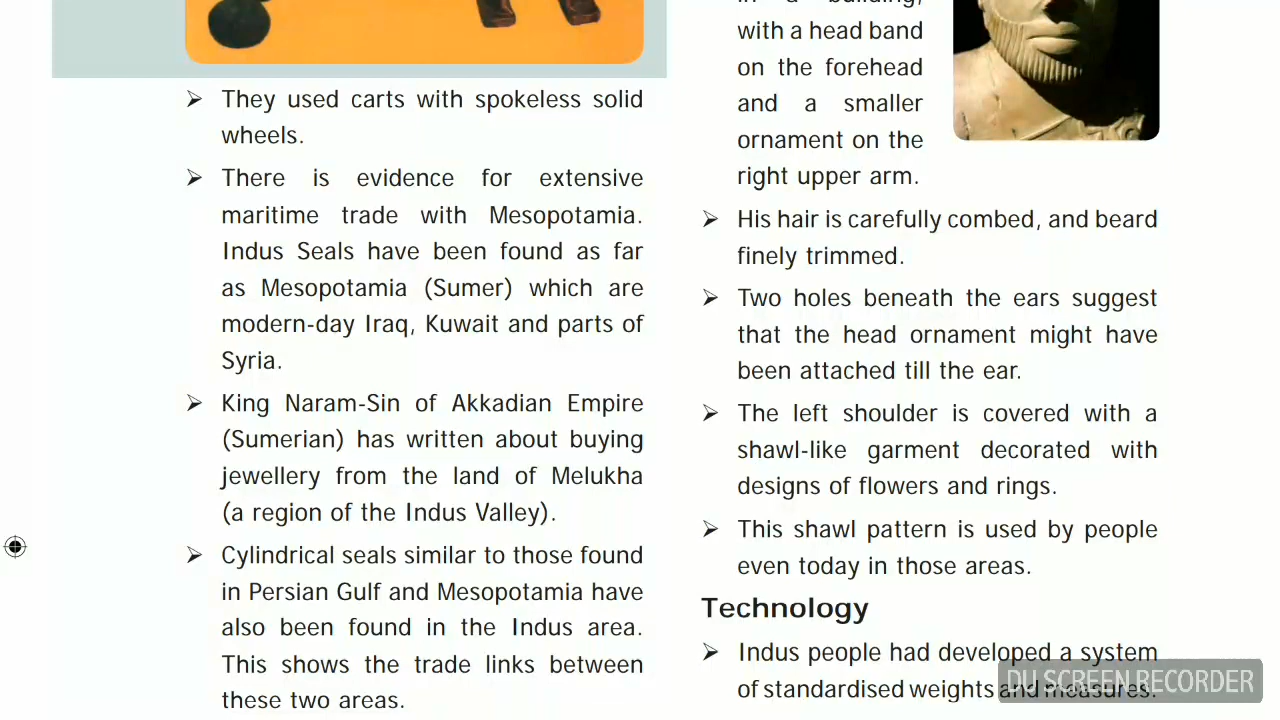 ➢ They used carts with spokeless solid
wheels.
➢ There is evidence for extensive
maritime trade with Mesopotamia.
Indus Seals have been found as far
as Mesopotamia (Sumer) which are
modern-day Iraq, Kuwait and parts of
Syria.
➢ King Naram-Sin of Akkadian Empire
(Sumerian) has written about buying
jewellery from the land of Melukha
(a region of the Indus Valley).
➢ Cylindrical seals similar to those found
in Persian Gulf and Mesopotamia have
also been found in the Indus area.
This shows the trade links between
these two areas.
in a building,
with a head band
on the forehead
and a smaller
ornament on the
right upper arm.
➢ His hair is carefully combed, and beard
finely trimmed.
➢ Two holes beneath the ears suggest
that the head ornament might have
been attached till the ear.
➢ The left shoulder is covered with a
shawl-like garment decorated with
designs of flowers and rings.
➢ This shawl pattern is used by people
even today in those areas.
Technology
➢ Indus people had developed a system
of standardised weights and measures.
DU SCREEN RECORDER